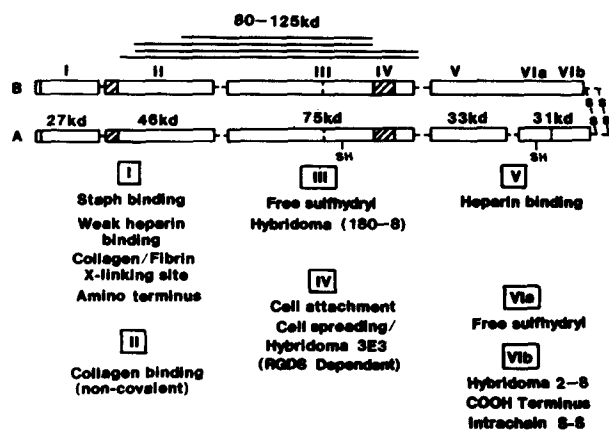 80-125kd
I II III IV V VIa VIb
B
S S
27kd 46kd 75kd 33kd 31kd
S S
A
SH SH
I
Staph binding
Weak heparin
binding
Collagen/Fibrin
X-linking site
Amino terminus
II
Collagen binding
(non-covalent)
III
Free sulfhydryl
Hybridoma (180-8)
IV
Cell attachment
Cell spreading/
Hybridoma 3E3
(RGDS Dependent)
V
Heparin binding
VIa
Free sulfhydryl
VIb
Hybridoma 2-8
COOH Terminus
Intrachain S-S